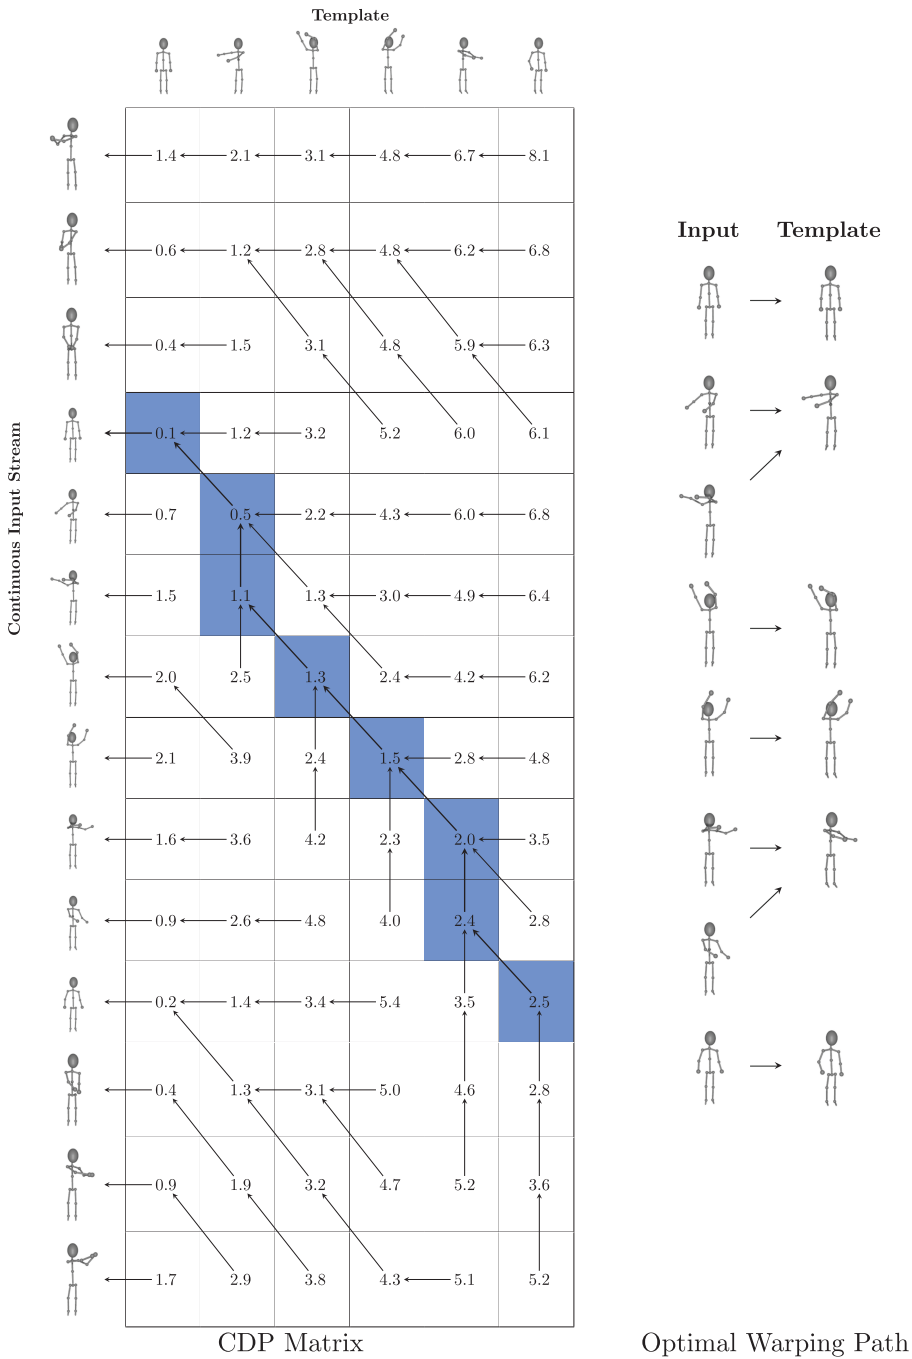 Template
Continuous Input Stream
1.4 2.1 3.1 4.8 6.7 8.1
0.6 1.2 2.8 4.8 6.2 6.8
0.4 1.5 3.1 4.8 5.9 6.3
0.1 1.2 3.2 5.2 6.0 6.1
0.7 0.5 2.2 4.3 6.0 6.8
1.5 1.1 1.3 3.0 4.9 6.4
2.0 2.5 1.3 2.4 4.2 6.2
2.1 3.9 2.4 1.5 2.8 4.8
1.6 3.6 4.2 2.3 2.0 3.5
0.9 2.6 4.8 4.0 2.4 2.8
0.2 1.4 3.4 5.4 3.5 2.5
0.4 1.3 3.1 5.0 4.6 2.8
0.9 1.9 3.2 4.7 5.2 3.6
1.7 2.9 3.8 4.3 5.1 5.2
CDP Matrix
Input Template
Optimal Warping Path